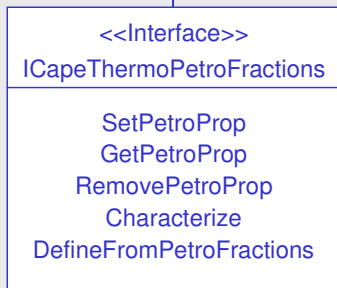 <<Interface>>
ICapeThermoPetroFractions
SetPetroProp
GetPetroProp
RemovePetroProp
Characterize
DefineFromPetroFractions